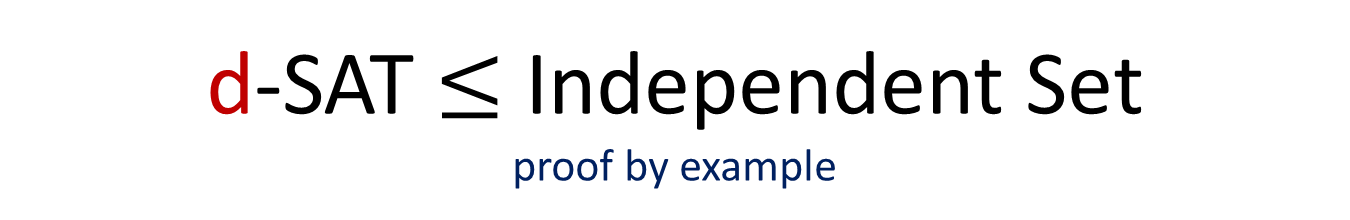 d-SAT ≤ Independent Set
proof by example